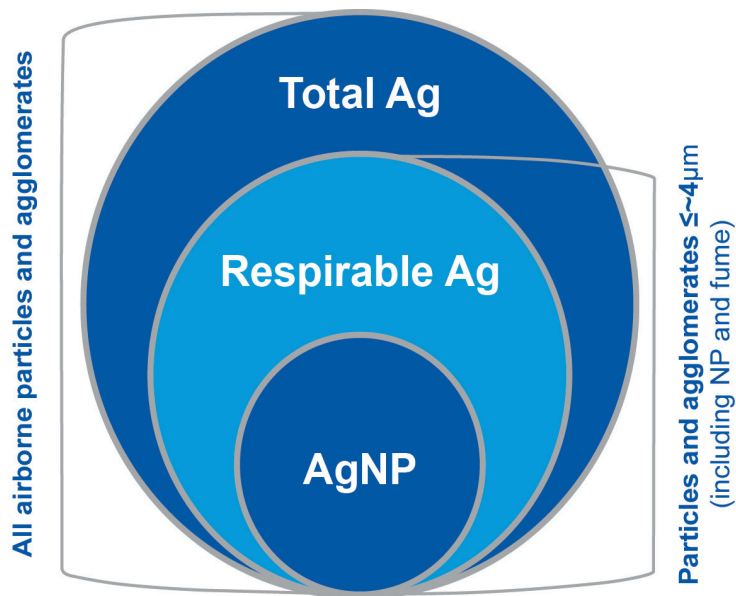 All airborne particles and agglomerates
Total Ag
Respirable Ag
AgNP
Particles and agglomerates ≤~4µm
(including NP and fume)